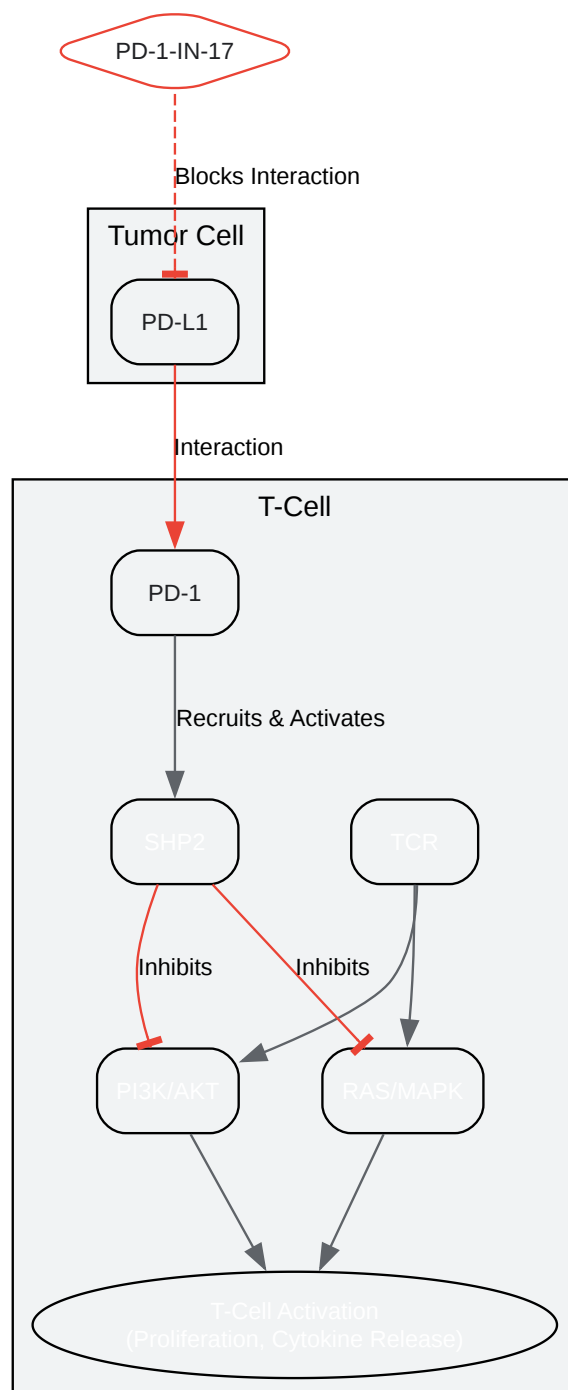 PD-1-IN-17
Blocks Interaction
Tumor Cell
PD-L1
Interaction
T-Cell
PD-1
Recruits & Activates
SHP2
TCR
Inhibits
Inhibits
PI3K/AKT
RAS/MAPK
T-Cell Activation
(Proliferation, Cytokine Release)